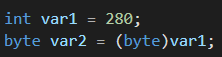 int var1 = 280;
byte var2 = (byte)var1;